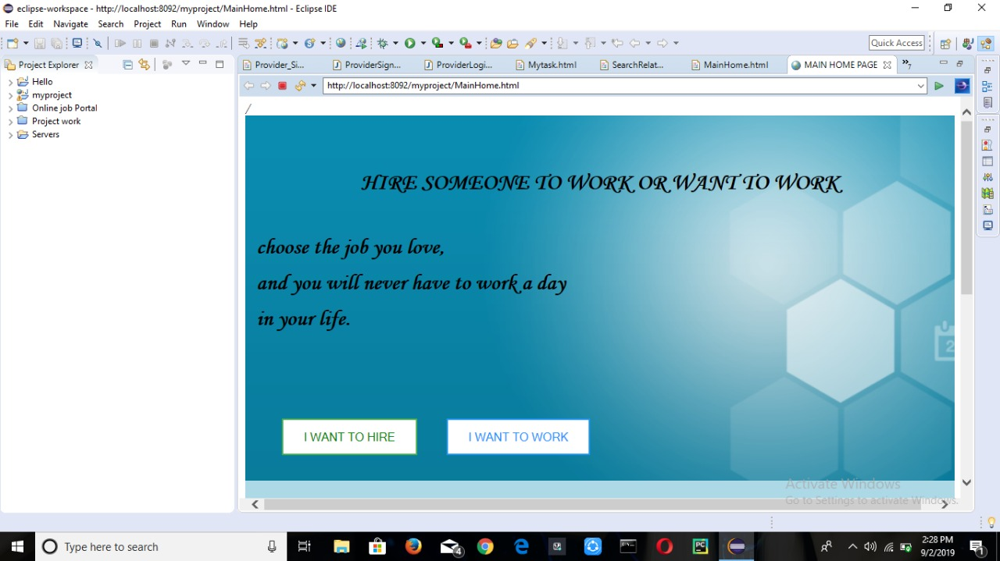 eclipse-workspace - http://localhost:8092/myproject/MainHome.html - Eclipse IDE
File Edit Navigate Search Project Run Window Help
Quick Access
Project Explorer
Provider_Si... ProviderSign... ProviderLogi... Mytask.html SearchRelat... MainHome.html MAIN HOME PAGE »7
Hello
myproject
Online job Portal
Project work
Servers
http://localhost:8092/myproject/MainHome.html
/
HIRE SOMEONE TO WORK OR WANT TO WORK
choose the job you love,
and you will never have to work a day
in your life.
2
I WANT TO HIRE I WANT TO WORK
Activate Windows
Go to Settings to activate Windows.
Type here to search
4
PC
2:28 PM
9/2/2019
1